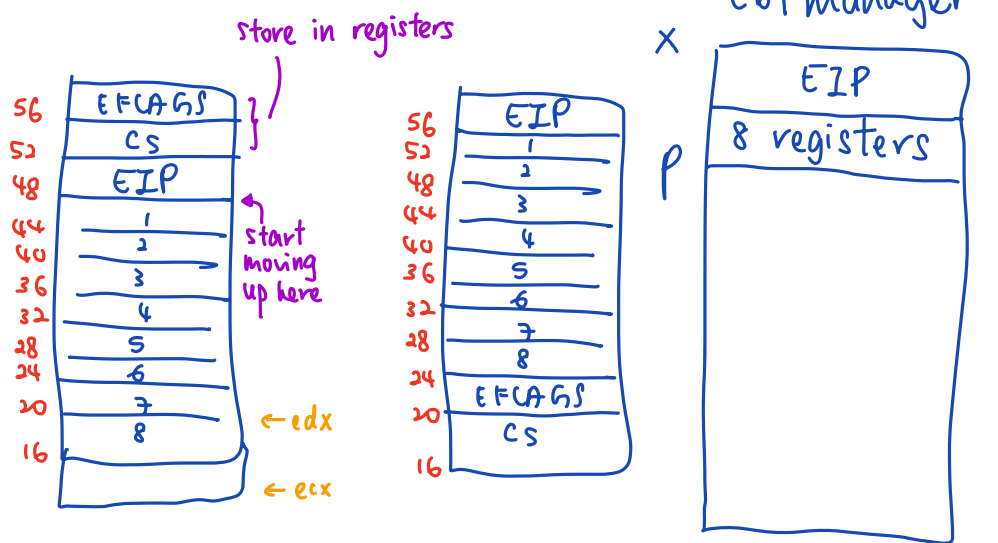 store in registers
EFLAGS
CS
EIP
1
2
3
4
5
6
7
8
56
52
48
44
40
36
32
28
24
20
16
start
moving
up here
← edx
← ecx
EIP
1
2
3
4
5
6
7
8
EFLAGS
CS
56
52
48
44
40
36
32
28
24
20
16
manager
X
EIP
P
8 registers